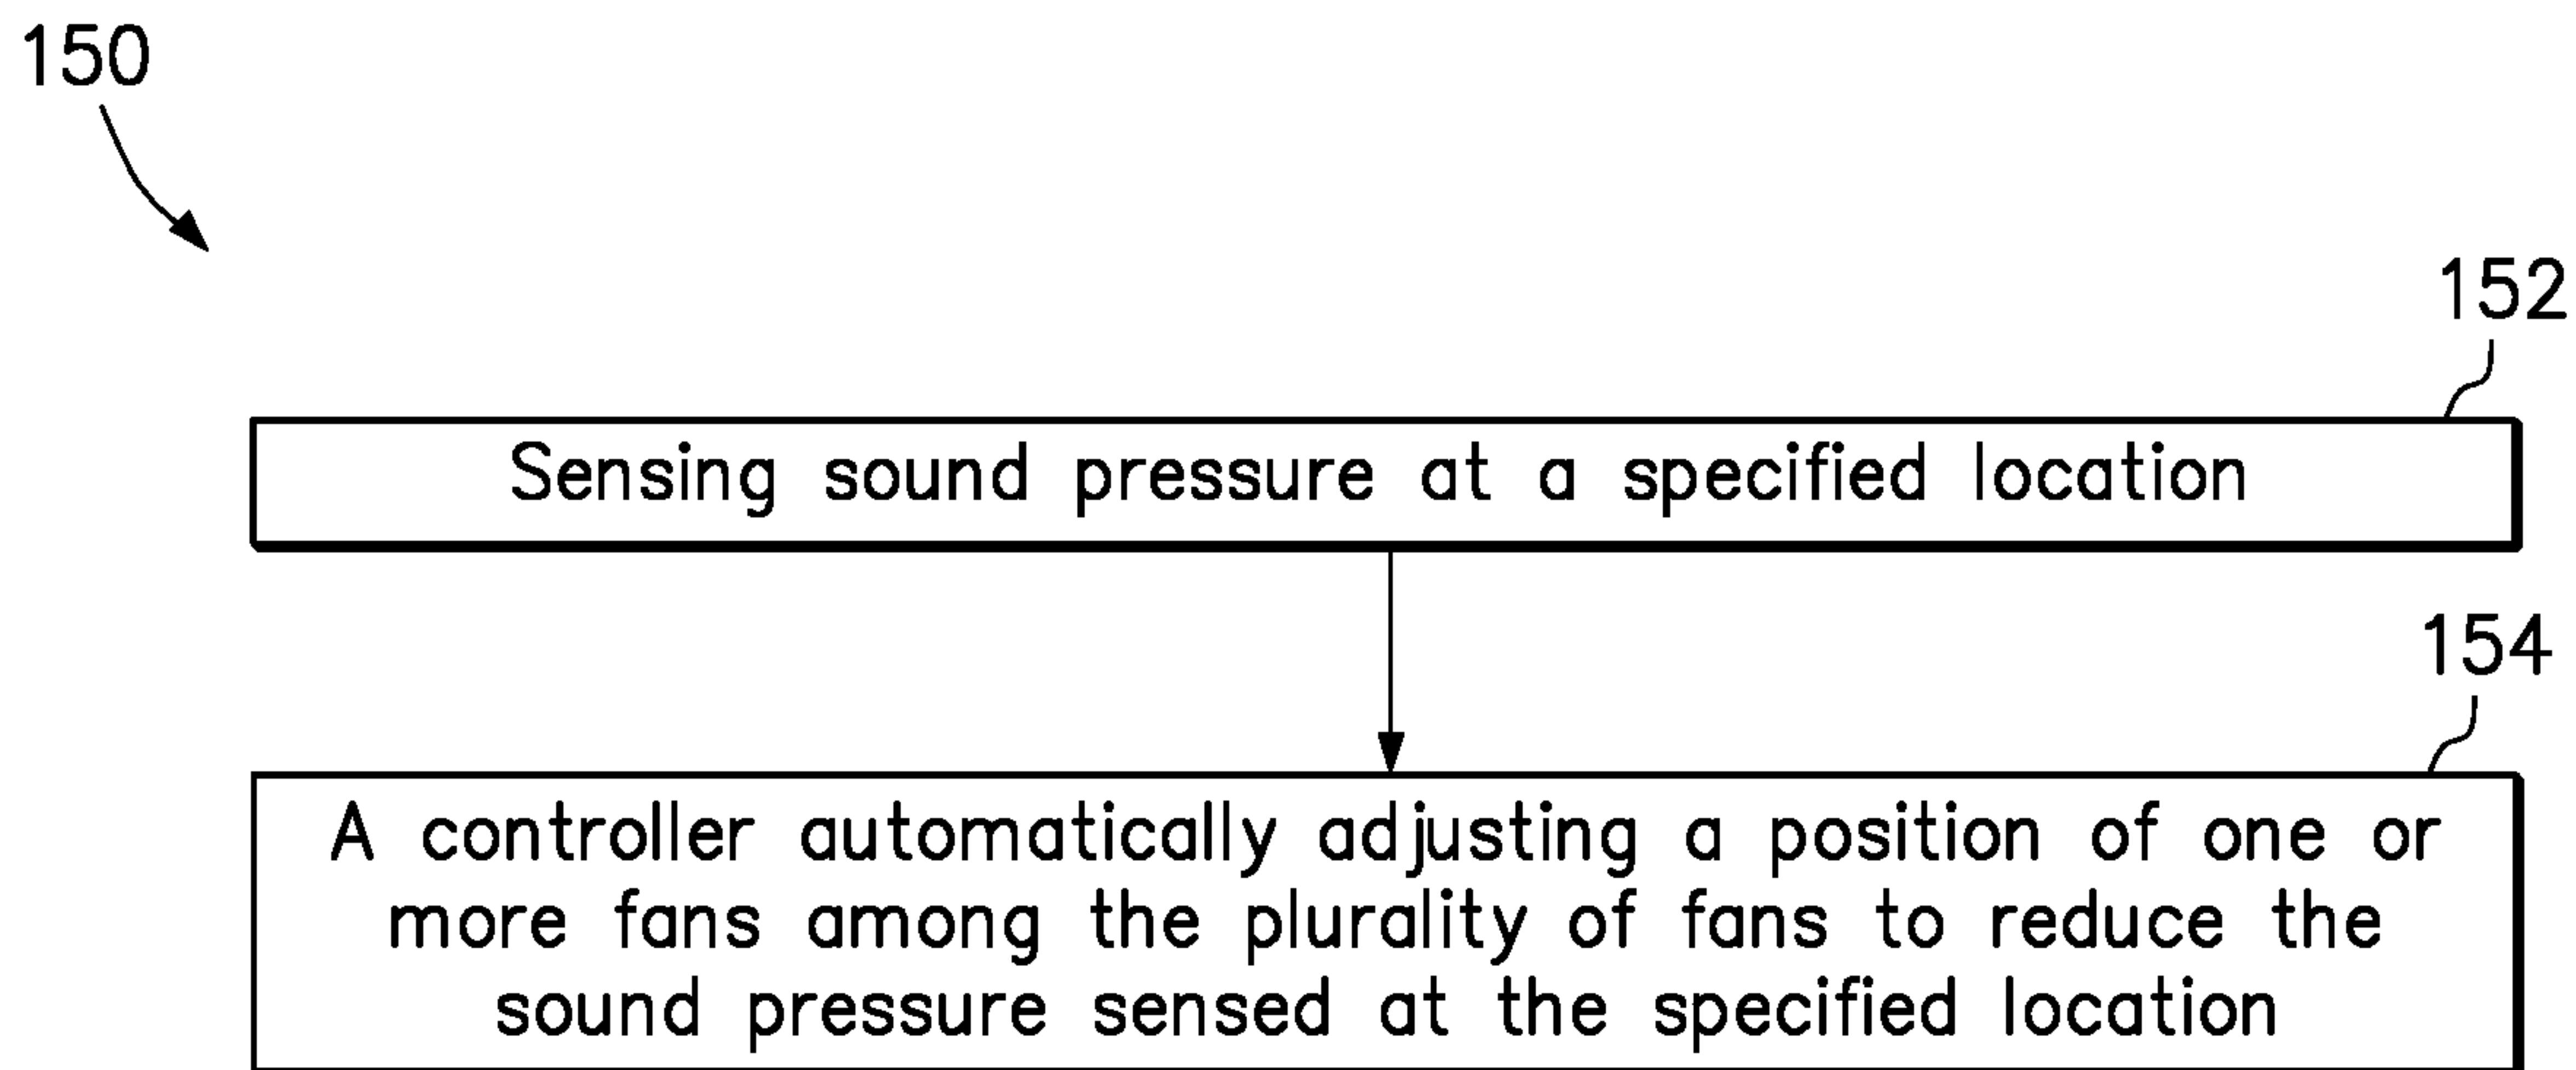 150
152
Sensing sound pressure at a specified location
154
A controller automatically adjusting a position of one or
more fans among the plurality of fans to reduce the
sound pressure sensed at the specified location